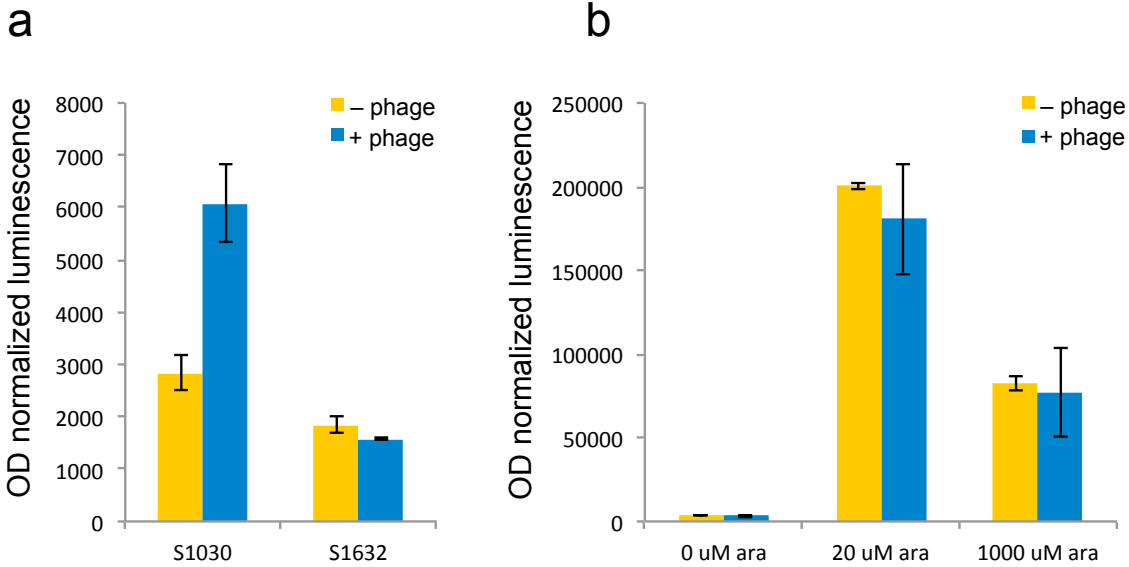 a
b
OD normalized luminescence
8000
7000
6000
5000
4000
3000
2000
1000
0
– phage
+ phage
S1030
S1632
OD normalized luminescence
250000
200000
150000
100000
50000
0
– phage
+ phage
0 uM ara
20 uM ara
1000 uM ara